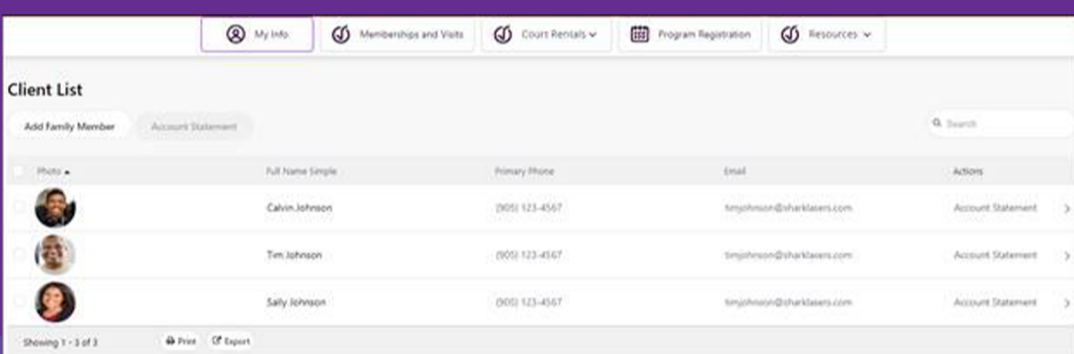 My Info Memberships and Visits Court Rentals Program Registration Resources
Client List
Add Family Member Account Statement Search
Photo Full Name Simple Primary Phone Email Actions
Calvin Johnson (905) 123-4567 timjohnson@sharklasers.com Account Statement
Tim Johnson (905) 123-4567 timjohnson@sharklasers.com Account Statement
Sally Johnson (905) 123-4567 timjohnson@sharklasers.com Account Statement
Showing 1 - 3 of 3 Print Export